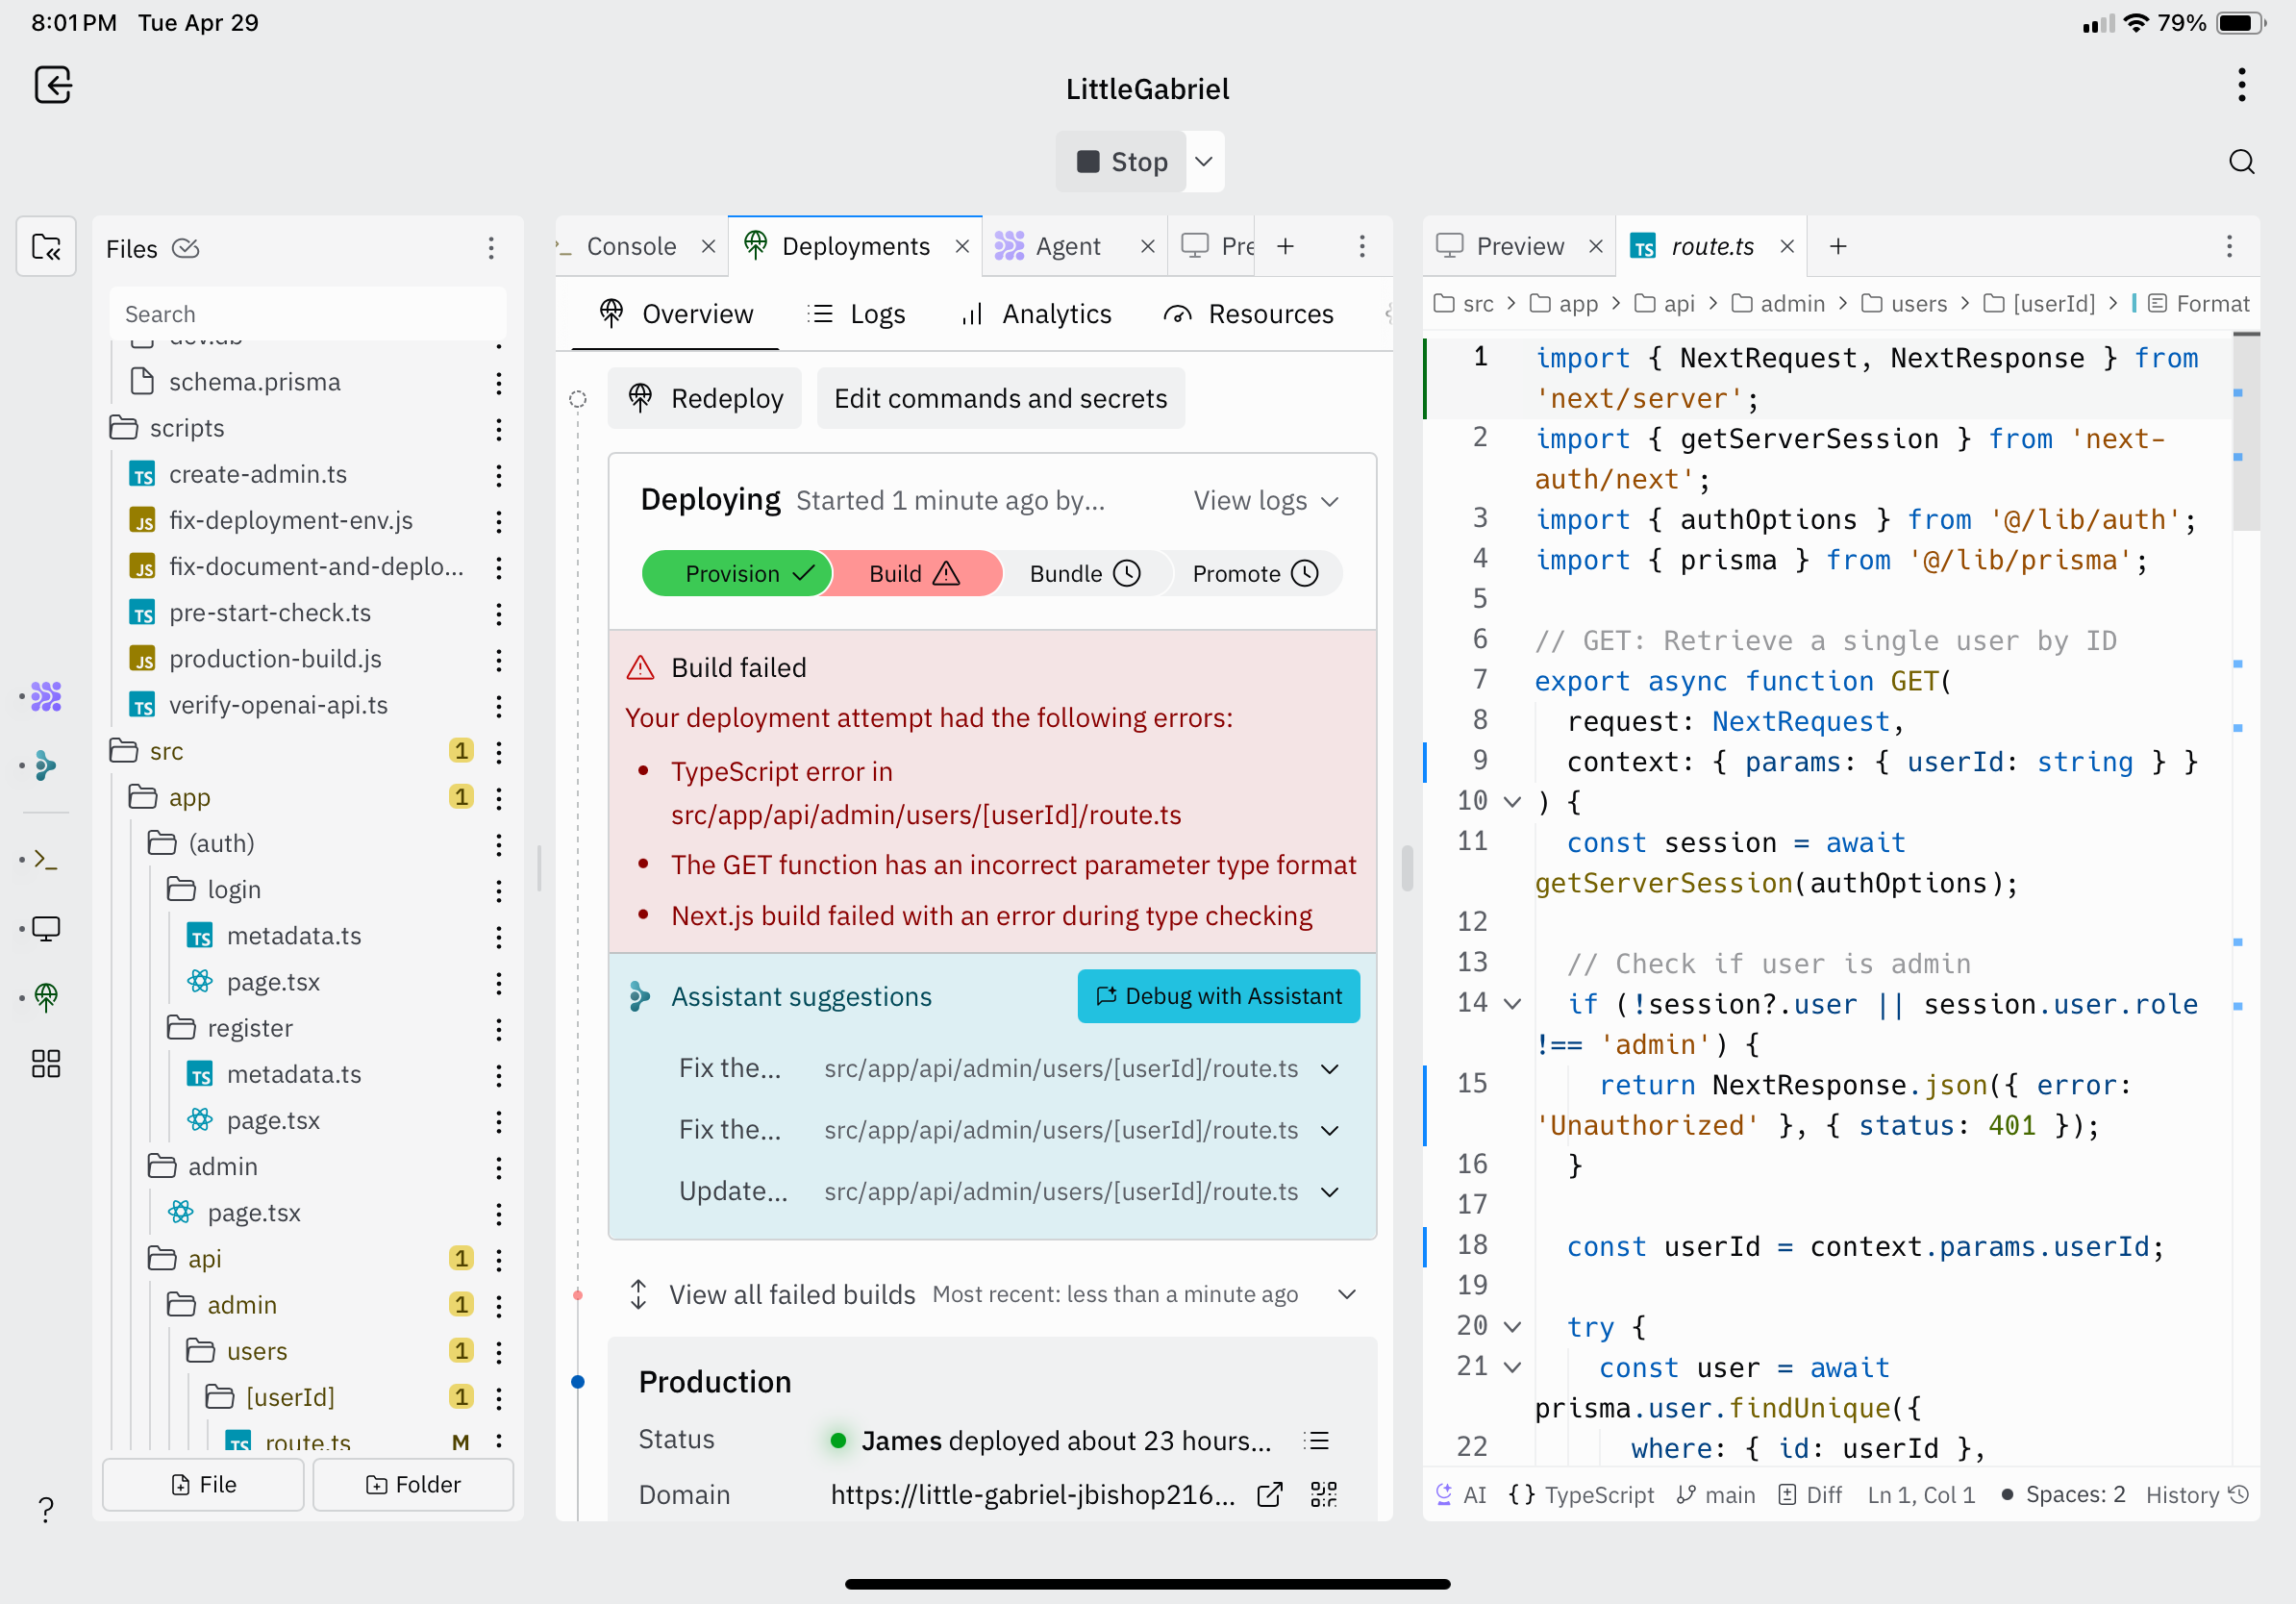 8:01 PM Tue Apr 29
79%
LittleGabriel
Stop
Files
Search
schema.prisma
scripts
TS create-admin.ts
JS fix-deployment-env.js
JS fix-document-and-deplo...
TS pre-start-check.ts
JS production-build.js
TS verify-openai-api.ts
src 1
app 1
(auth)
login
TS metadata.ts
page.tsx
register
TS metadata.ts
page.tsx
admin
page.tsx
api 1
admin 1
users 1
[userId] 1
TS route.ts M
File Folder
?
Console Deployments Agent Pre
Overview Logs Analytics Resources
Redeploy Edit commands and secrets
Deploying Started 1 minute ago by... View logs
Provision Build Bundle Promote
Build failed
Your deployment attempt had the following errors:
• TypeScript error in
src/app/api/admin/users/[userId]/route.ts
• The GET function has an incorrect parameter type format
• Next.js build failed with an error during type checking
Assistant suggestions Debug with Assistant
Fix the... src/app/api/admin/users/[userId]/route.ts
Fix the... src/app/api/admin/users/[userId]/route.ts
Update... src/app/api/admin/users/[userId]/route.ts
View all failed builds Most recent: less than a minute ago
Production
Status James deployed about 23 hours...
Domain https://little-gabriel-jbishop216...
Preview TS route.ts
src > app > api > admin > users > [userId] > Format
1 import { NextRequest, NextResponse } from
'next/server';
2 import { getServerSession } from 'next-
auth/next';
3 import { authOptions } from '@/lib/auth';
4 import { prisma } from '@/lib/prisma';
5
6 // GET: Retrieve a single user by ID
7 export async function GET(
8 request: NextRequest,
9 context: { params: { userId: string } }
10 ) {
11 const session = await
getServerSession(authOptions);
12
13 // Check if user is admin
14 if (!session?.user || session.user.role
!== 'admin') {
15 return NextResponse.json({ error:
'Unauthorized' }, { status: 401 });
16 }
17
18 const userId = context.params.userId;
19
20 try {
21 const user = await
prisma.user.findUnique({
22 where: { id: userId },
AI {} TypeScript main Diff Ln 1, Col 1 • Spaces: 2 History